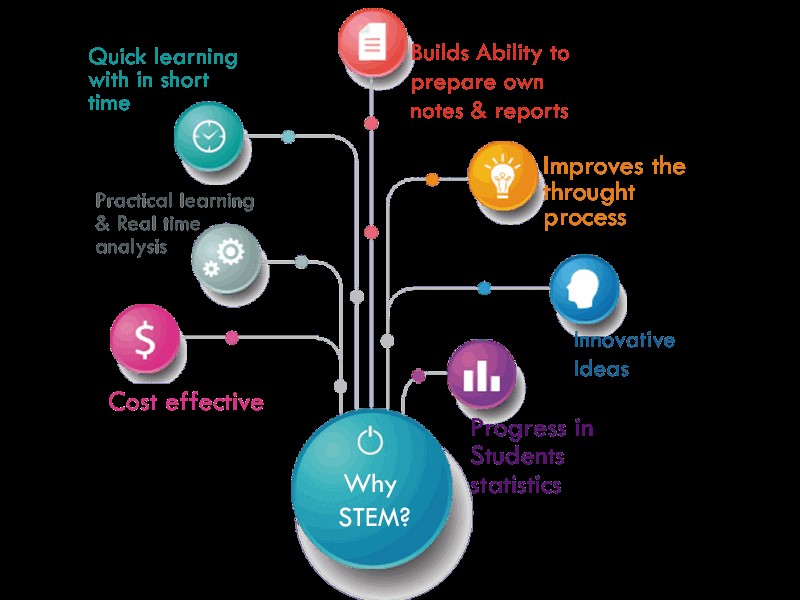 Quick learning
with in short
time
Builds Ability to
prepare own
notes & reports
Practical learning
& Real time
analysis
Improves the
throught
process
$
Cost effective
Innovative
Ideas
Progress in
Students
statistics
Why
STEM?